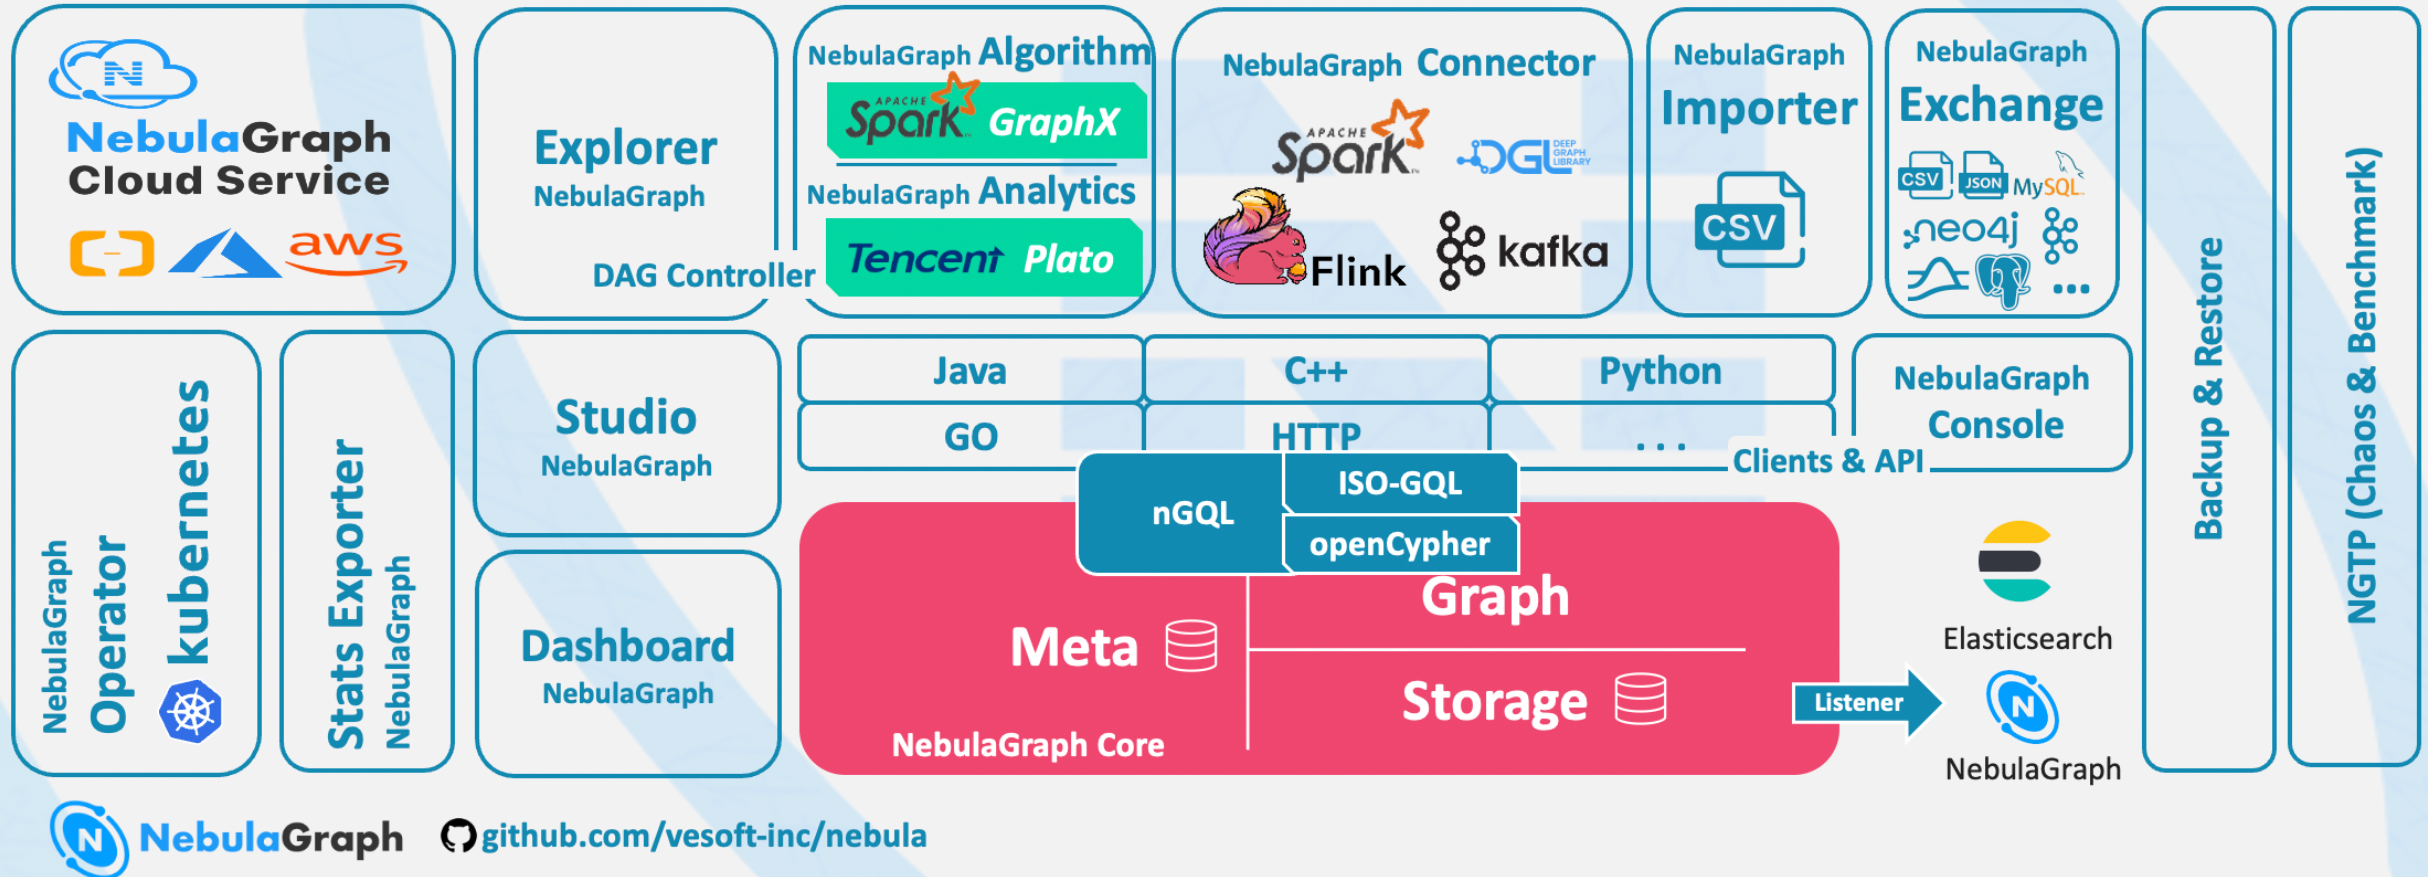 N
NebulaGraph
Cloud Service
aws
Explorer
NebulaGraph
DAG Controller
NebulaGraph Algorithm
APACHE
Spark™ GraphX
NebulaGraph Analytics
Tencent Plato
NebulaGraph Connector
APACHE
Spark™
DGL DEEP
GRAPH
LIBRARY
Flink
kafka
NebulaGraph
Importer
CSV
NebulaGraph
Exchange
CSV JSON MySQL
neo4j
...
Backup & Restore
NGTP (Chaos & Benchmark)
NebulaGraph
Operator
kubernetes
Stats Exporter
NebulaGraph
Studio
NebulaGraph
Dashboard
NebulaGraph
Java
C++
Python
GO
HTTP
...
Clients & API
NebulaGraph
Console
nGQL
ISO-GQL
openCypher
Meta
Graph
Storage
NebulaGraph Core
Listener
Elasticsearch
N
NebulaGraph
N NebulaGraph
github.com/vesoft-inc/nebula